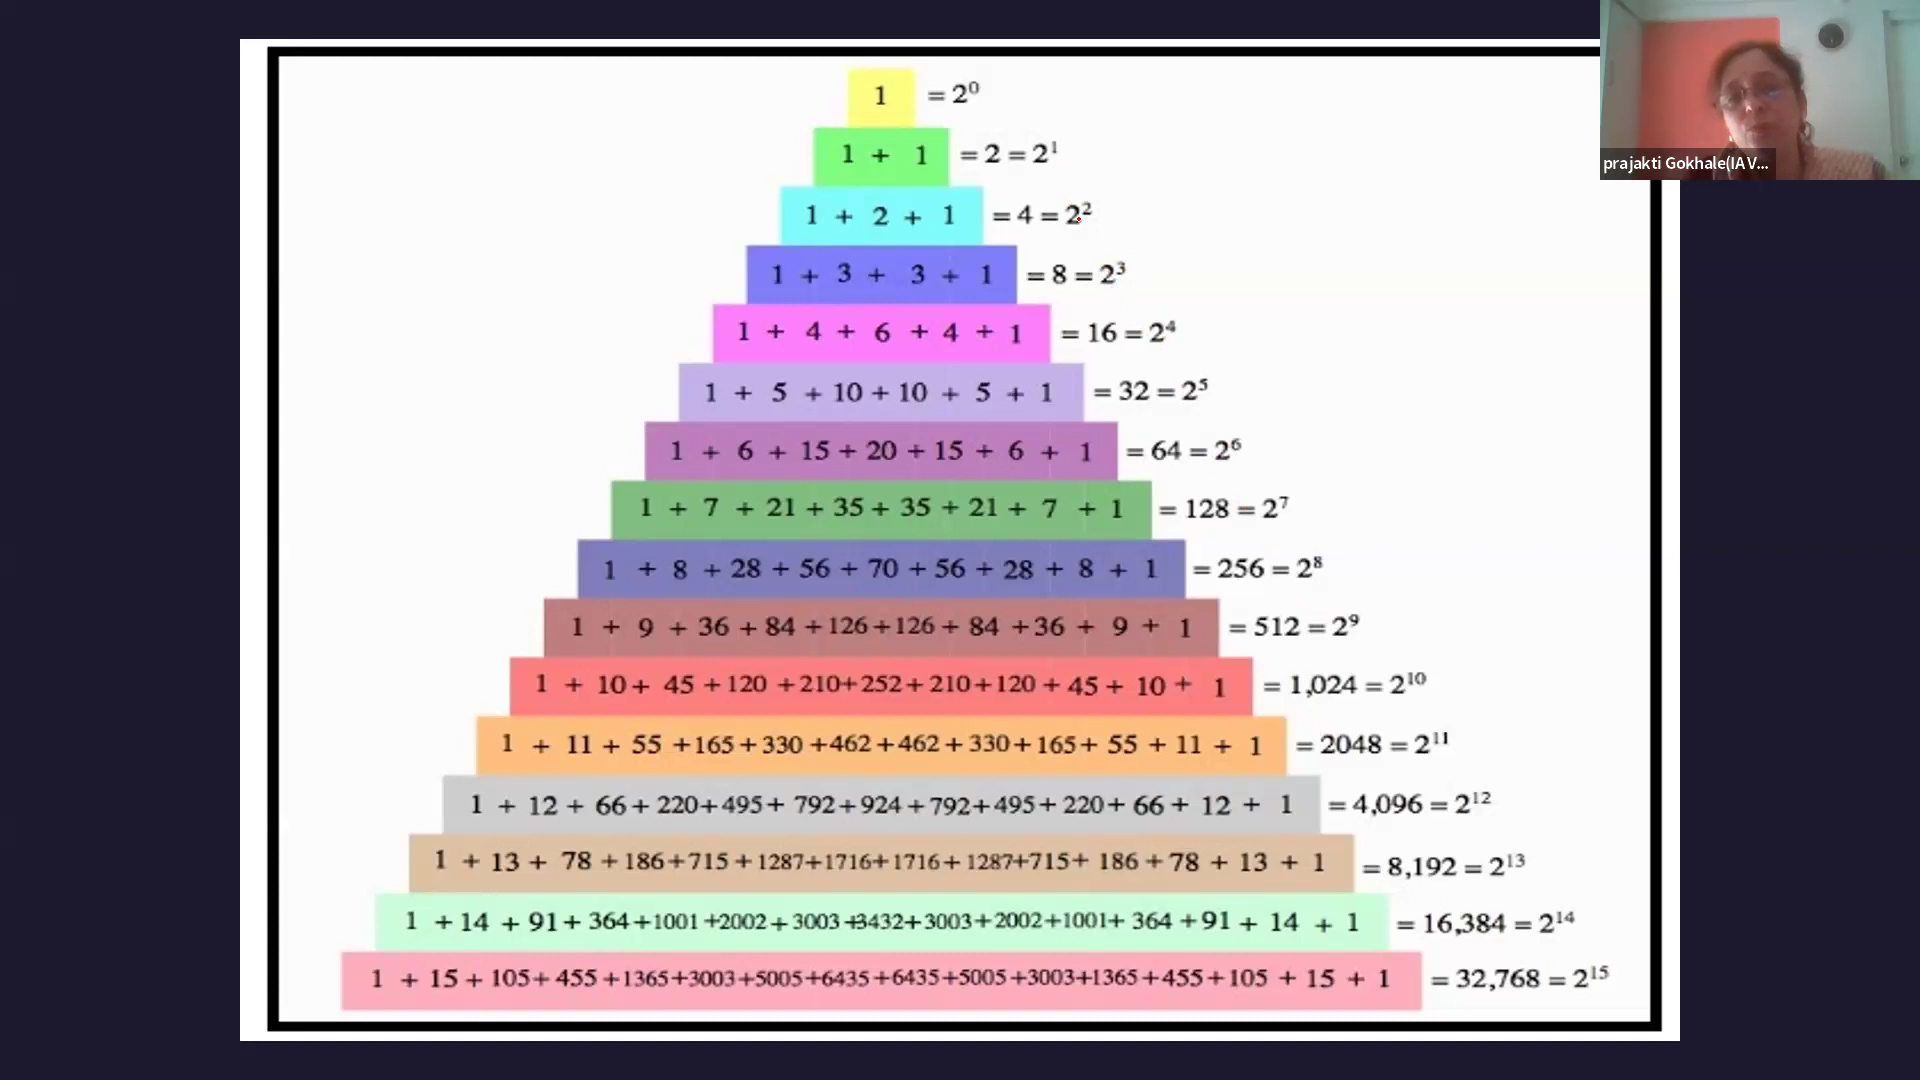 1 = 2⁰
1 + 1 = 2 = 2¹
1 + 2 + 1 = 4 = 2²
1 + 3 + 3 + 1 = 8 = 2³
1 + 4 + 6 + 4 + 1 = 16 = 2⁴
1 + 5 + 10 + 10 + 5 + 1 = 32 = 2⁵
1 + 6 + 15 + 20 + 15 + 6 + 1 = 64 = 2⁶
1 + 7 + 21 + 35 + 35 + 21 + 7 + 1 = 128 = 2⁷
1 + 8 + 28 + 56 + 70 + 56 + 28 + 8 + 1 = 256 = 2⁸
1 + 9 + 36 + 84 + 126 + 126 + 84 + 36 + 9 + 1 = 512 = 2⁹
1 + 10 + 45 + 120 + 210 + 252 + 210 + 120 + 45 + 10 + 1 = 1,024 = 2¹⁰
1 + 11 + 55 + 165 + 330 + 462 + 462 + 330 + 165 + 55 + 11 + 1 = 2048 = 2¹¹
1 + 12 + 66 + 220 + 495 + 792 + 924 + 792 + 495 + 220 + 66 + 12 + 1 = 4,096 = 2¹²
1 + 13 + 78 + 186 + 715 + 1287 + 1716 + 1716 + 1287 + 715 + 186 + 78 + 13 + 1 = 8,192 = 2¹³
1 + 14 + 91 + 364 + 1001 + 2002 + 3003 + 3432 + 3003 + 2002 + 1001 + 364 + 91 + 14 + 1 = 16,384 = 2¹⁴
1 + 15 + 105 + 455 + 1365 + 3003 + 5005 + 6435 + 6435 + 5005 + 3003 + 1365 + 455 + 105 + 15 + 1 = 32,768 = 2¹⁵
prajakti Gokhale(IAV...